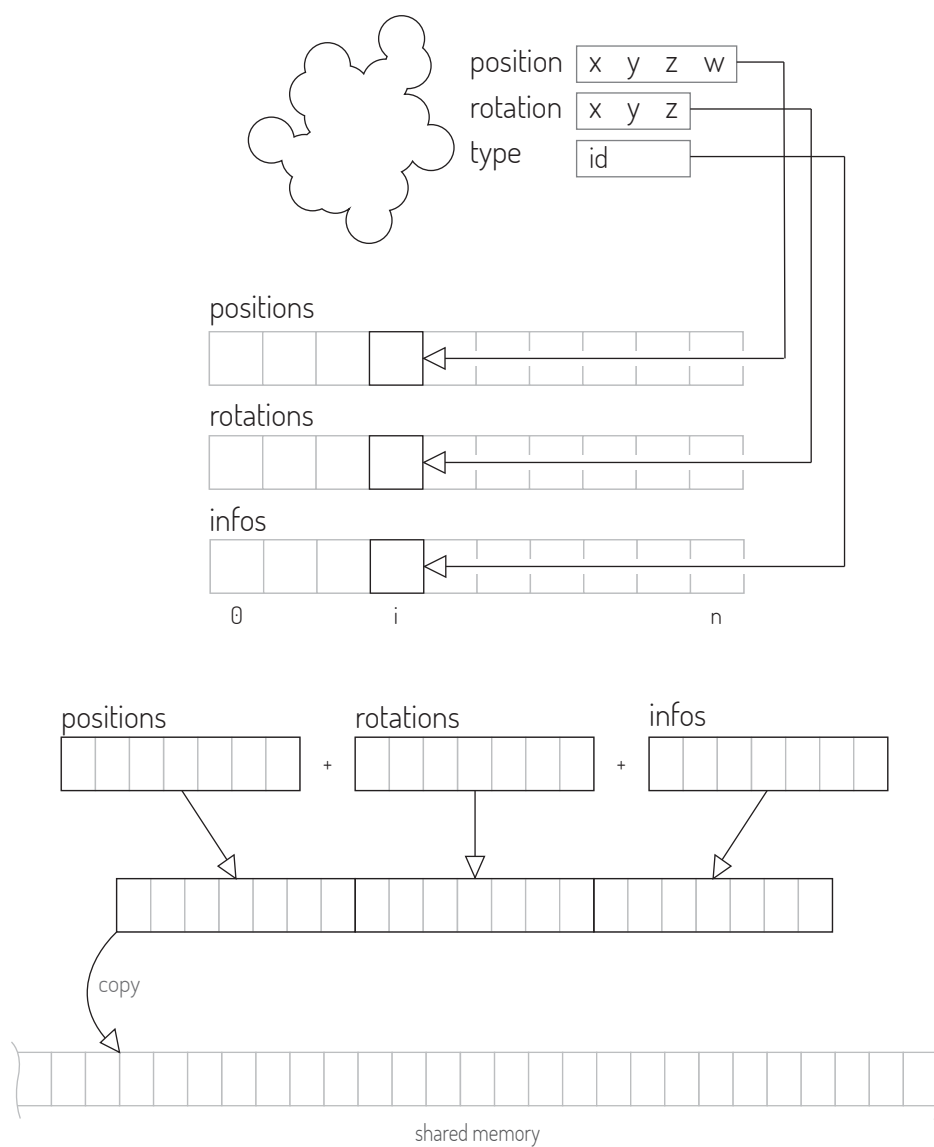 position x y z w
rotation x y z
type id
positions
rotations
infos
0 i n
positions rotations infos
+ +
copy
shared memory